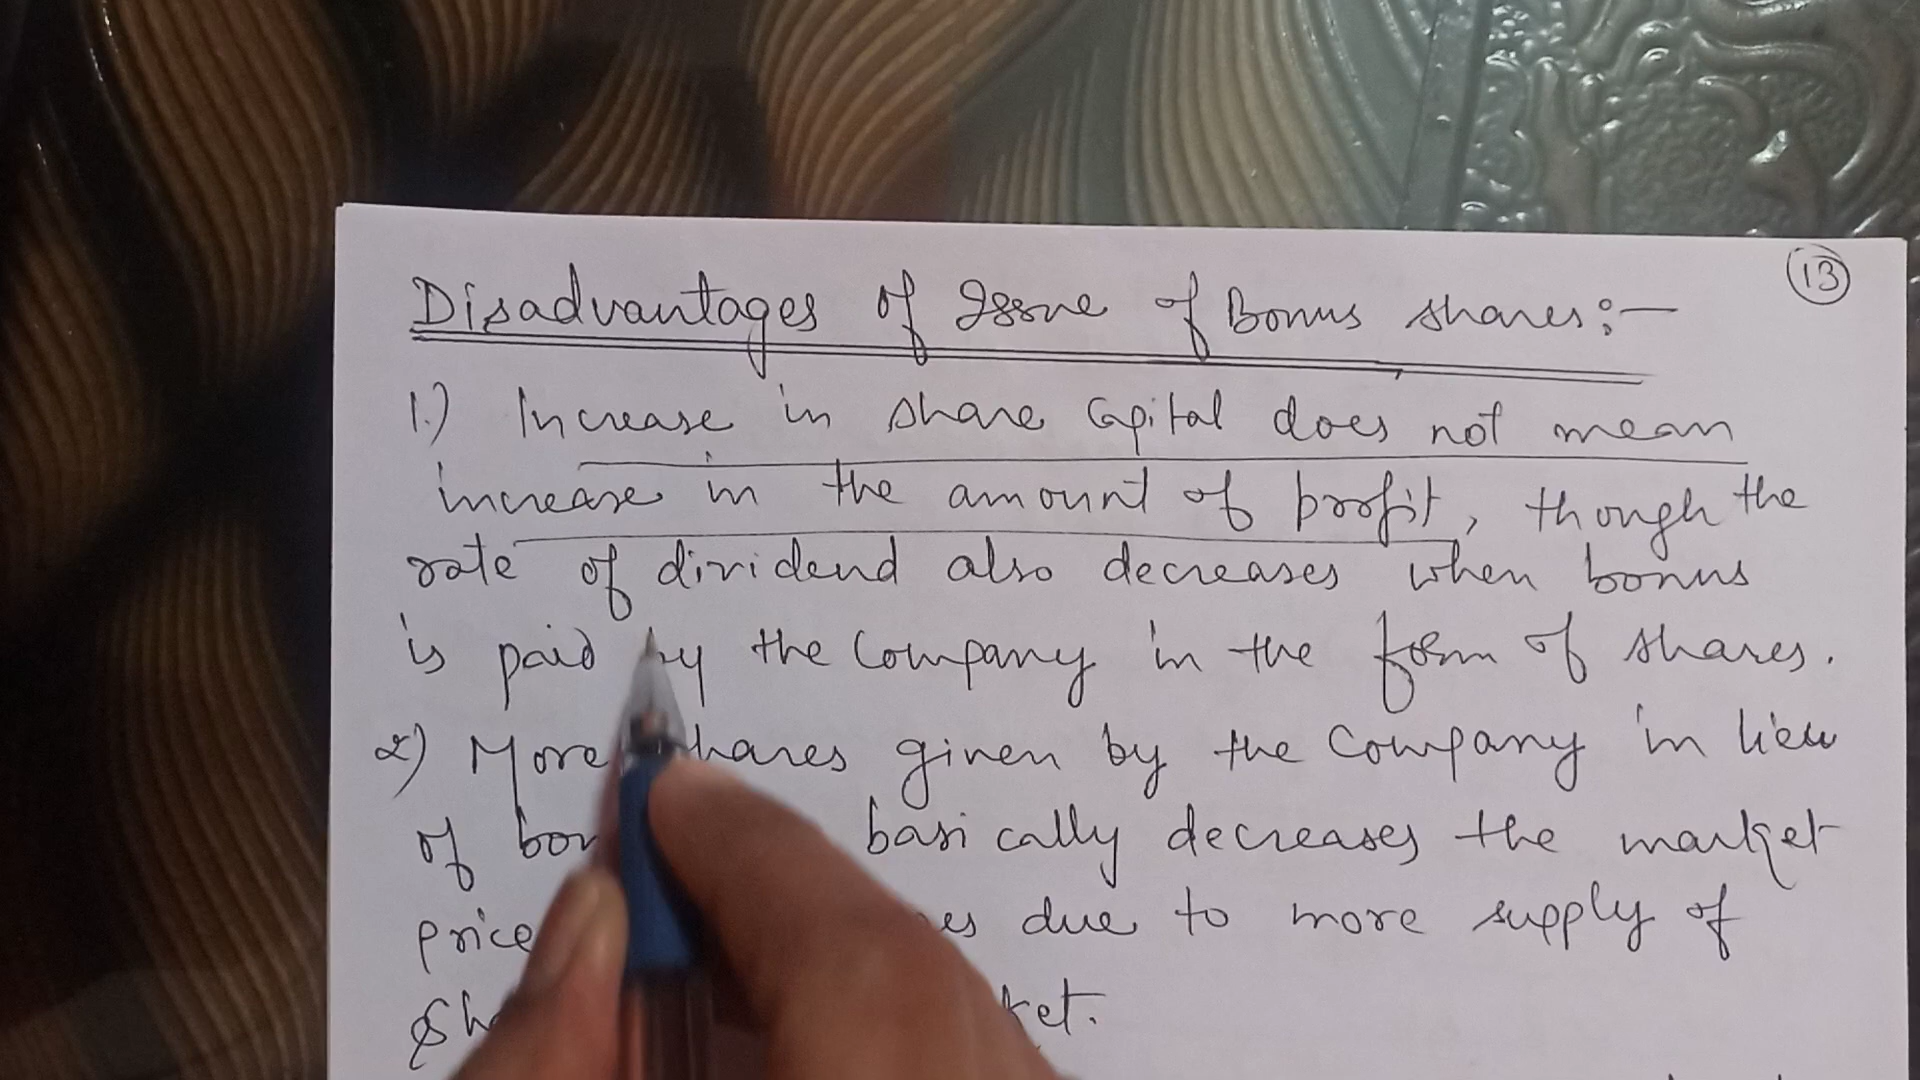 13
Disadvantages of Issue of Bonus shares:-
1.) Increase in share Capital does not mean
increase in the amount of profit, though the
rate of dividend also decreases when bonus
is paid by the Company in the form of shares.
2) More shares given by the Company in lieu
of basically decreases the market
price due to more supply of